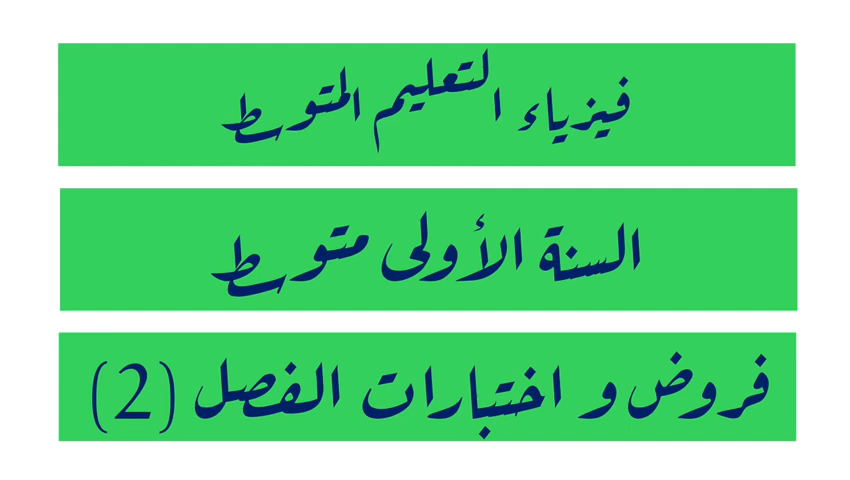 فيزياء التعليم المتوسط
السنة الأولى متوسط
فروض و اختبارات الفصل (2)